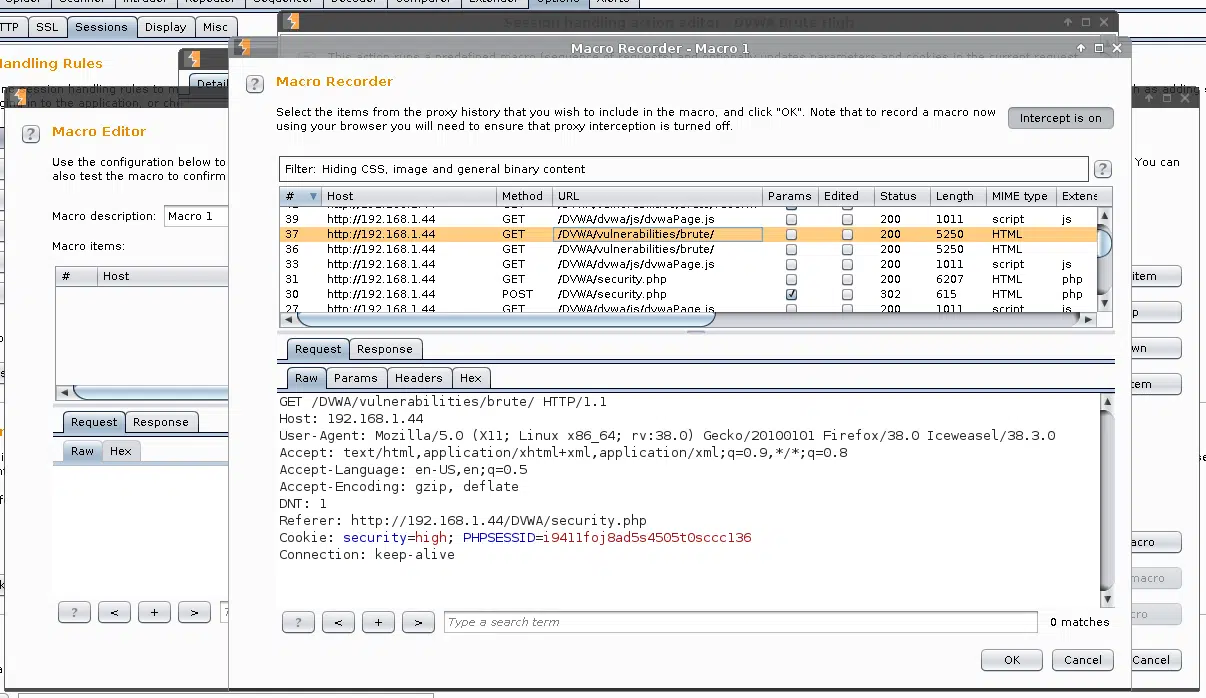 TTP SSL Sessions Display Misc
Session handling action editor - DVWA Brute High
Macro Recorder - Macro 1
andling Rules
Macro Recorder
Select the items from the proxy history that you wish to include in the macro, and click "OK". Note that to record a macro now
using your browser you will need to ensure that proxy interception is turned off.
Intercept is on
Macro Editor
Use the configuration below to
also test the macro to confirm
You can
Macro description: Macro 1
Macro items:
# Host
Filter: Hiding CSS, image and general binary content
?
# Host Method URL Params Edited Status Length MIME type Extens
39 http://192.168.1.44 GET /DVWA/dvwa/js/dvwaPage.js 200 1011 script js
37 http://192.168.1.44 GET /DVWA/vulnerabilities/brute/ 200 5250 HTML
36 http://192.168.1.44 GET /DVWA/vulnerabilities/brute/ 200 5250 HTML
33 http://192.168.1.44 GET /DVWA/dvwa/js/dvwaPage.js 200 1011 script js
31 http://192.168.1.44 GET /DVWA/security.php 200 6207 HTML php
30 http://192.168.1.44 POST /DVWA/security.php 302 615 HTML php
27 http://192.168.1.44 GET /DVWA/dvwa/js/dvwaPage.js 200 1011 script js
Request Response
Raw Params Headers Hex
GET /DVWA/vulnerabilities/brute/ HTTP/1.1
Host: 192.168.1.44
User-Agent: Mozilla/5.0 (X11; Linux x86_64; rv:38.0) Gecko/20100101 Firefox/38.0 Iceweasel/38.3.0
Accept: text/html,application/xhtml+xml,application/xml;q=0.9,*/*;q=0.8
Accept-Language: en-US,en;q=0.5
Accept-Encoding: gzip, deflate
DNT: 1
Referer: http://192.168.1.44/DVWA/security.php
Cookie: security=high; PHPSESSID=i9411foj8ad5s4505t0sccc136
Connection: keep-alive
Request Response
Raw Hex
? < + >
? < + > Type a search term 0 matches
OK Cancel Cancel